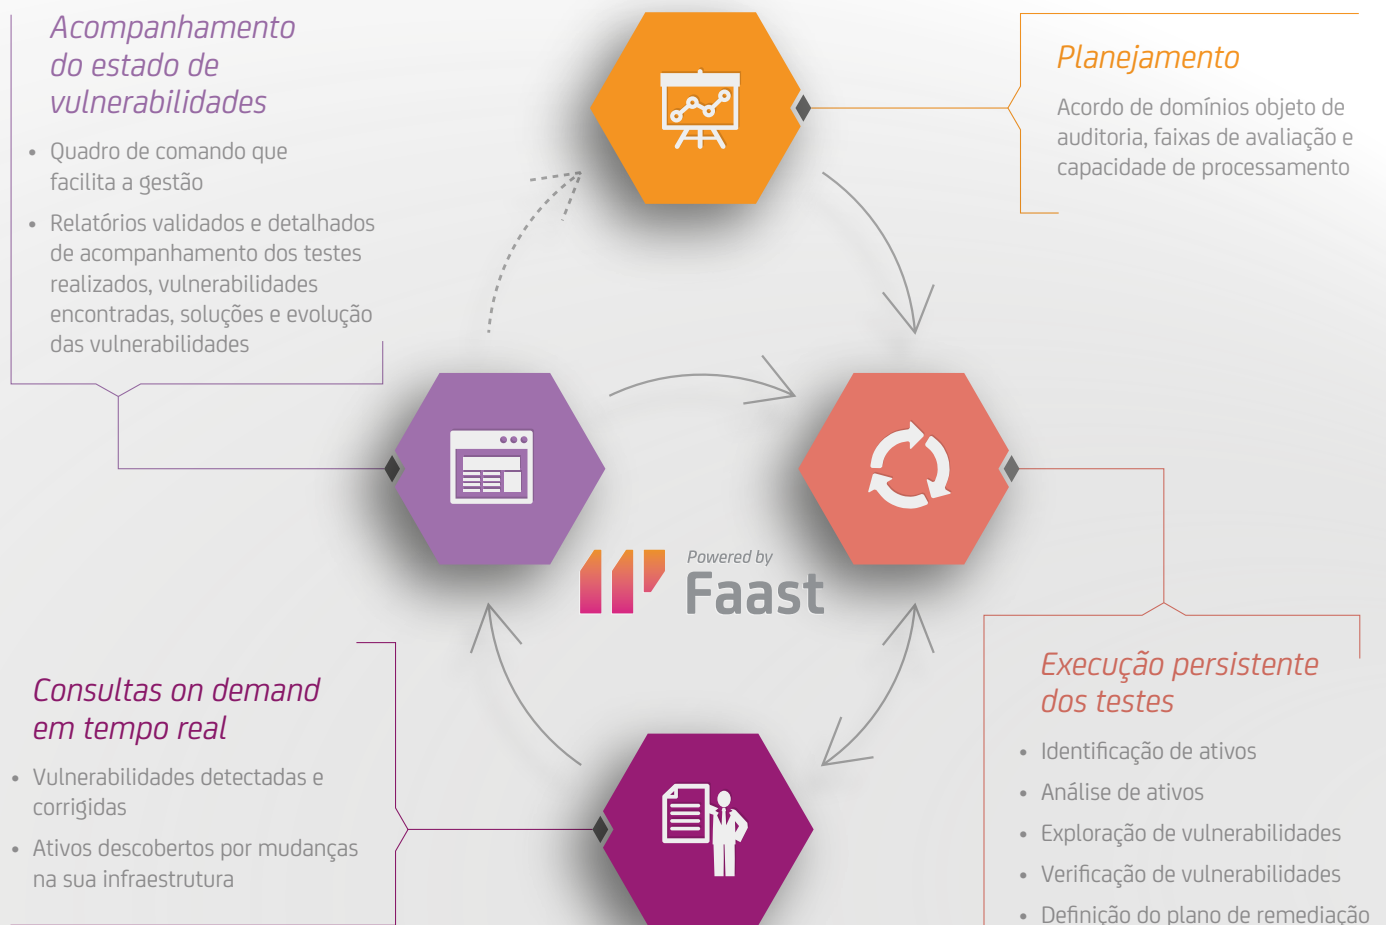 Acompanhamento
do estado de
vulnerabilidades
• Quadro de comando que
facilita a gestão
• Relatórios validados e detalhados
de acompanhamento dos testes
realizados, vulnerabilidades
encontradas, soluções e evolução
das vulnerabilidades
Planejamento
Acordo de domínios objeto de
auditoria, faixas de avaliação e
capacidade de processamento
Powered by
Faast
Consultas on demand
em tempo real
• Vulnerabilidades detectadas e
corrigidas
• Ativos descobertos por mudanças
na sua infraestrutura
Execução persistente
dos testes
• Identificação de ativos
• Análise de ativos
• Exploração de vulnerabilidades
• Verificação de vulnerabilidades
• Definição do plano de remediação